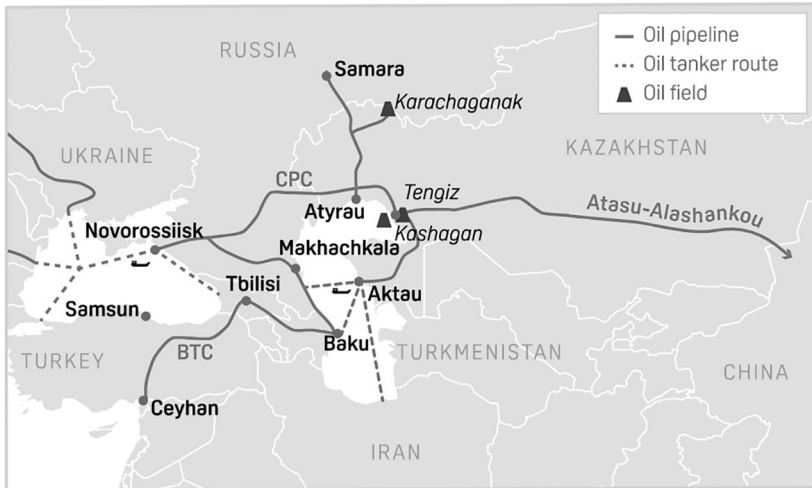 RUSSIA
Samara
Karachaganak
Oil pipeline
Oil tanker route
Oil field
UKRAINE
KAZAKHSTAN
CPC
Tengiz
Atyrau
Atasu-Alashankou
Novorossiisk
Makhachkala
Kashagan
Tbilisi
Aktau
Samsun
Baku
TURKEY
BTC
TURKMENISTAN
CHINA
Ceyhan
IRAN